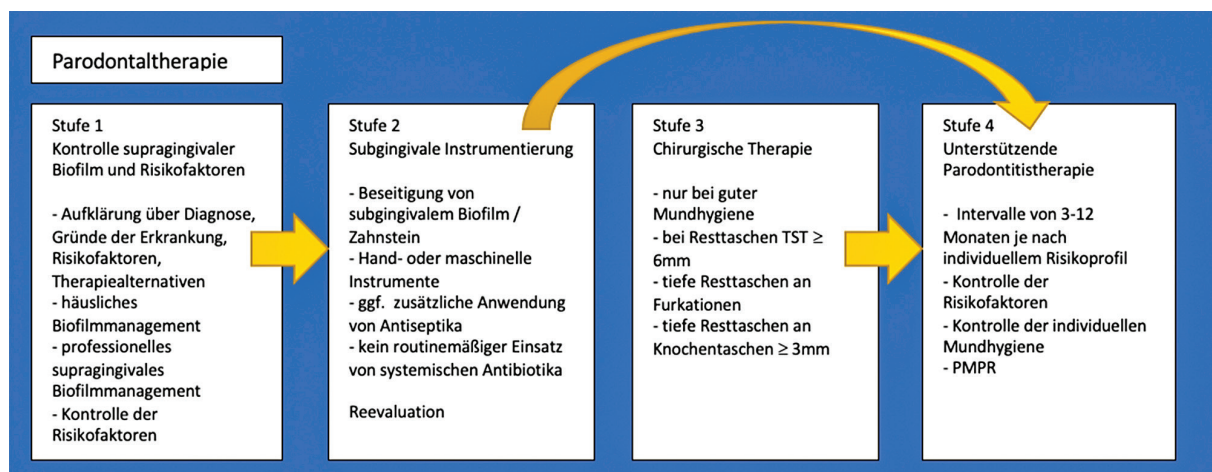 Parodontaltherapie
Stufe 1
Kontrolle supragingivaler
Biofilm und Risikofaktoren
- Aufklärung über Diagnose,
Gründe der Erkrankung,
Risikofaktoren,
Therapiealternativen
- häusliches
Biofilmmanagement
- professionelles
supragingivales
Biofilmmanagement
- Kontrolle der
Risikofaktoren
Stufe 2
Subgingivale Instrumentierung
- Beseitigung von
subgingivalem Biofilm /
Zahnstein
- Hand- oder maschinelle
Instrumente
- ggf. zusätzliche Anwendung
von Antiseptika
- kein routinemäßiger Einsatz
von systemischen Antibiotika
Reevaluation
Stufe 3
Chirurgische Therapie
- nur bei guter
Mundhygiene
- bei Resttaschen TST ≥
6mm
- tiefe Resttaschen an
Furkationen
- tiefe Resttaschen an
Knochentaschen ≥ 3mm
Stufe 4
Unterstützende
Parodontitistherapie
- Intervalle von 3-12
Monaten je nach
individuellem Risikoprofil
- Kontrolle der
Risikofaktoren
- Kontrolle der individuellen
Mundhygiene
- PMPR